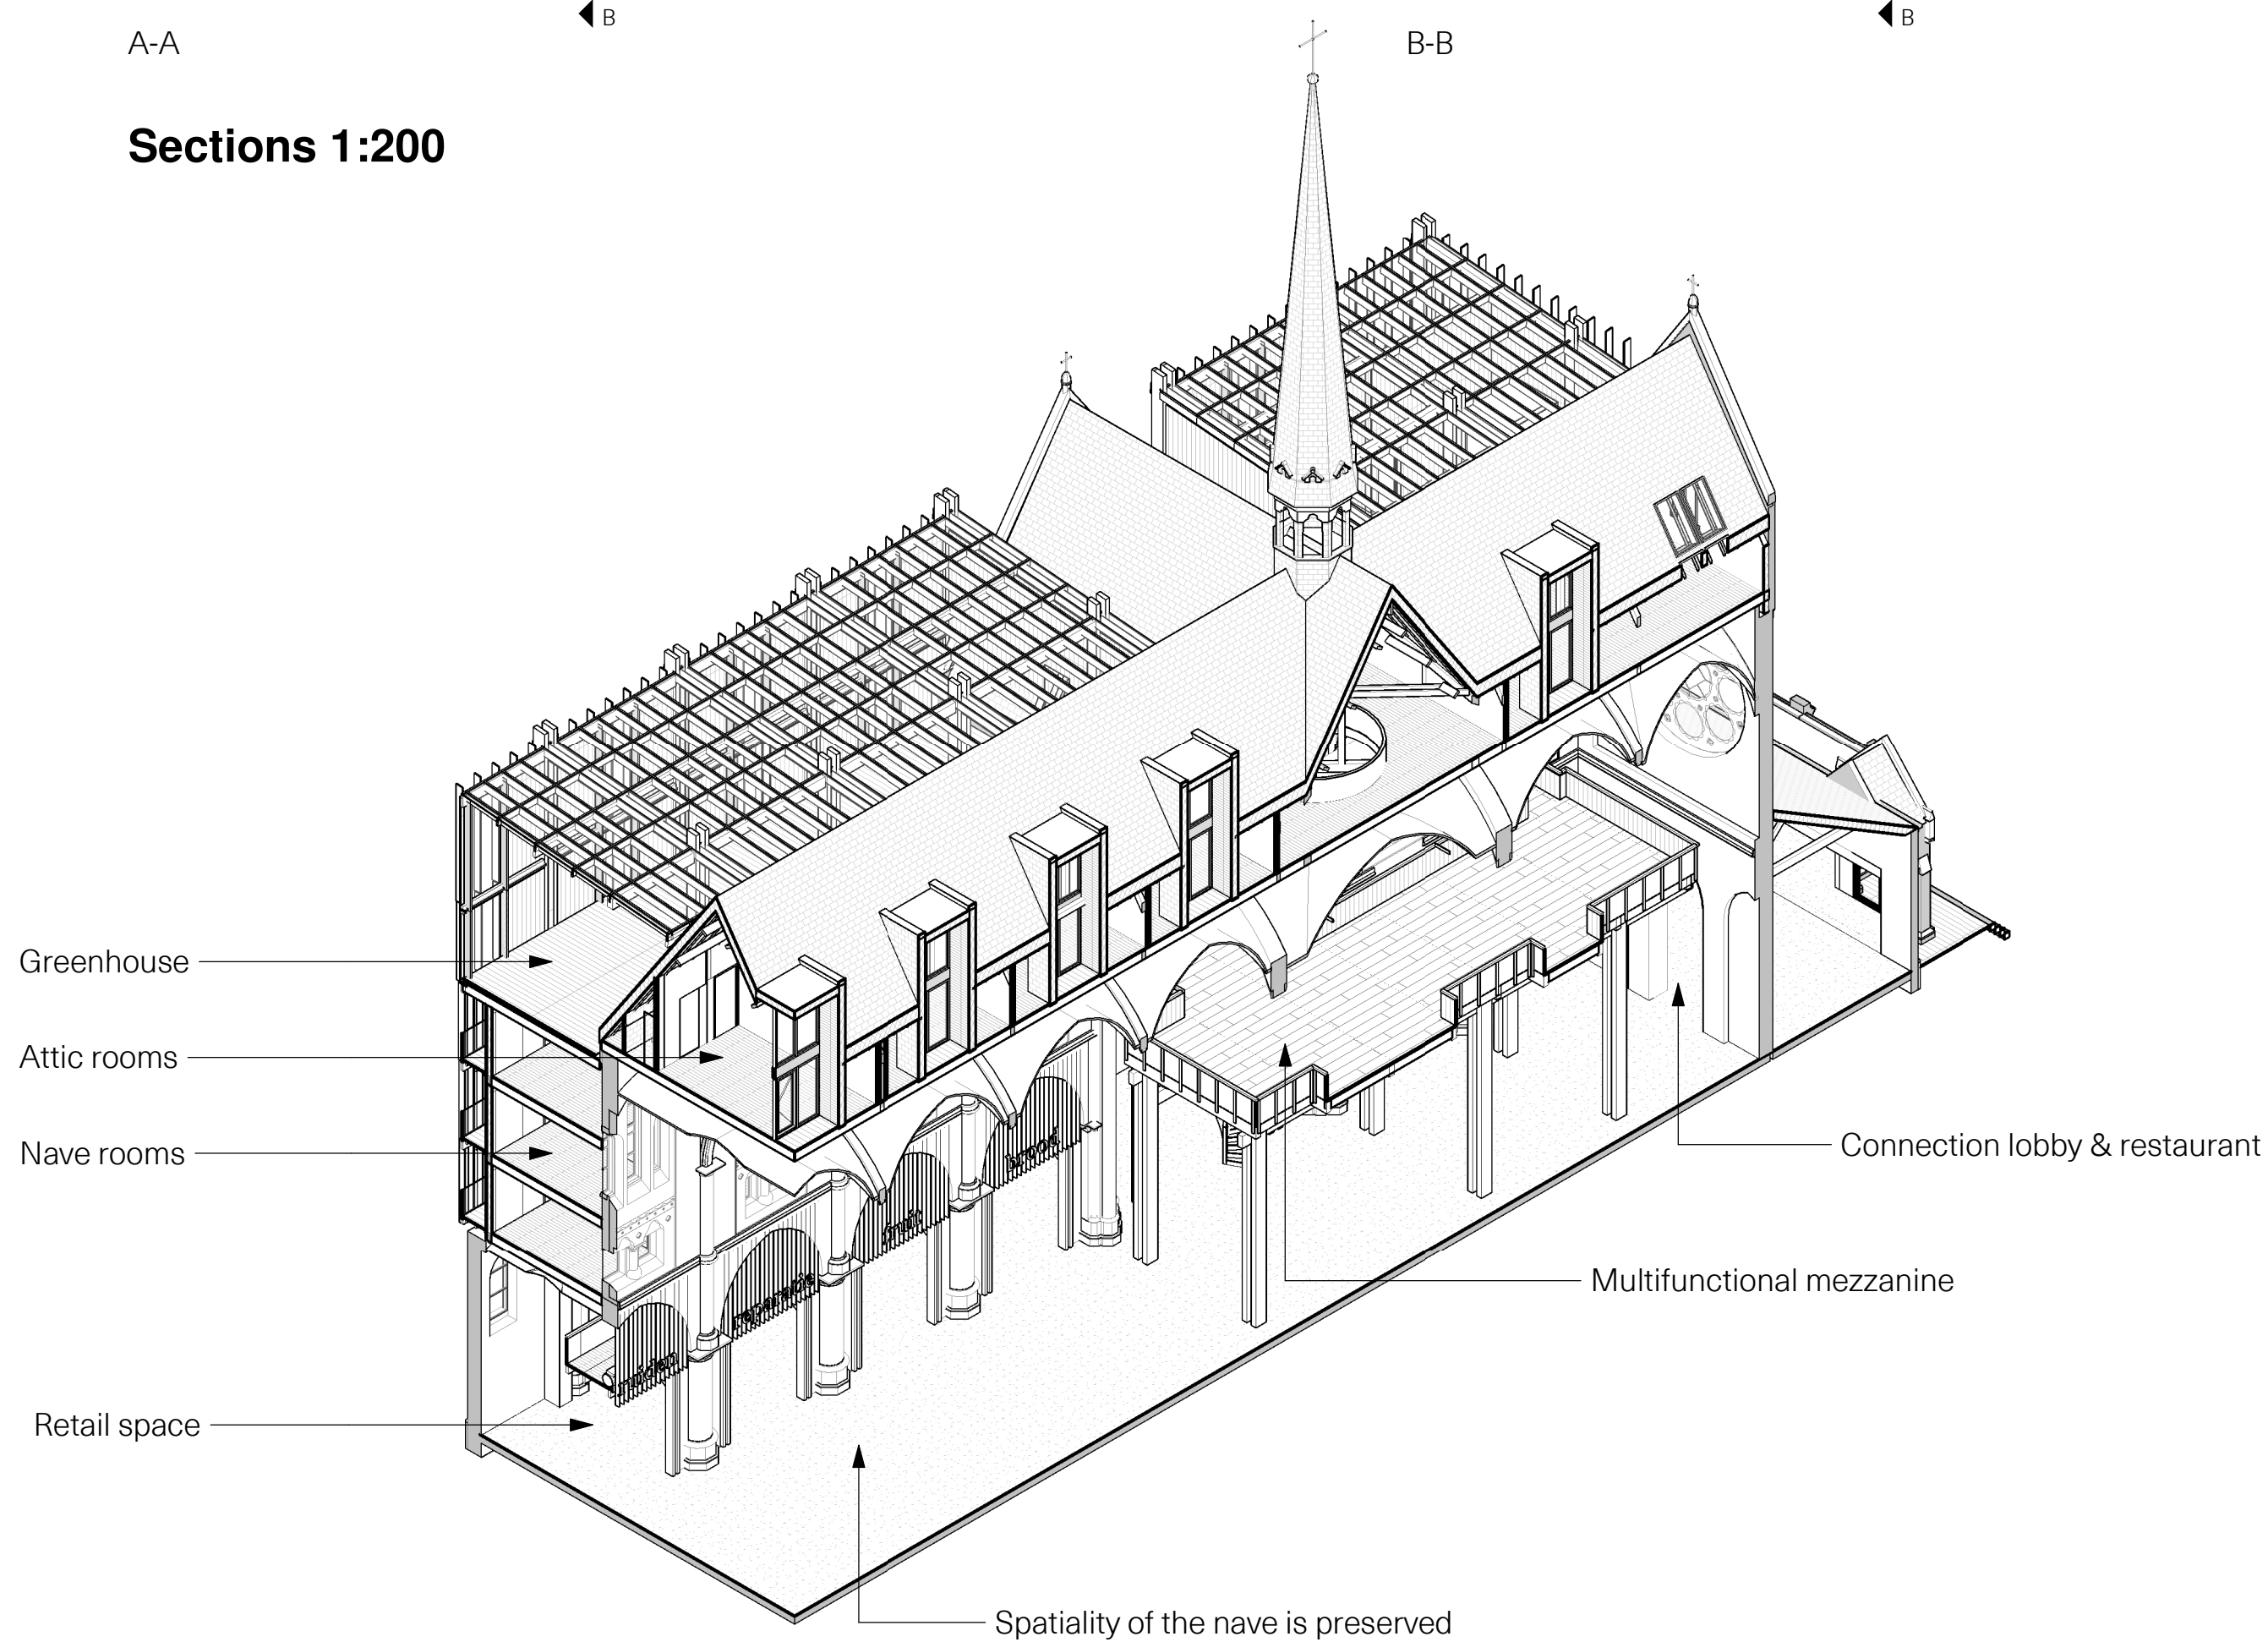 B
B
A-A
B-B
Sections 1:200
Greenhouse
Attic rooms
Nave rooms
Connection lobby & restaurant
brood
fruit
Multifunctional mezzanine
reparatie
Retail space
Spatiality of the nave is preserved